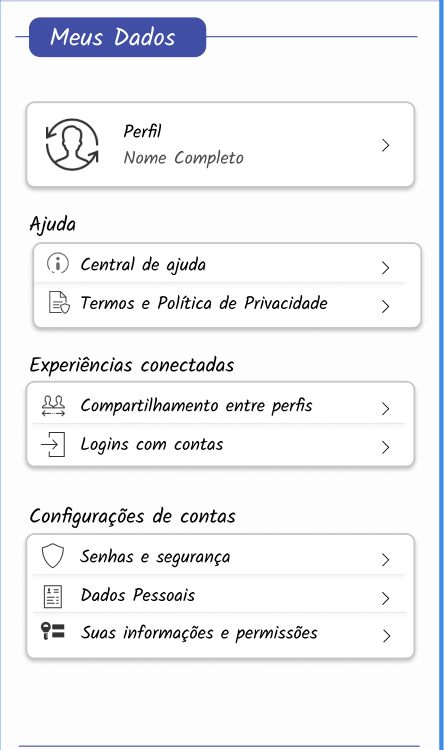 Meus Dados
Perfil
Nome Completo
Ajuda
Central de ajuda
Termos e Política de Privacidade
Experiências conectadas
Compartilhamento entre perfis
Logins com contas
Configurações de contas
Senhas e segurança
Dados Pessoais
Suas informações e permissões